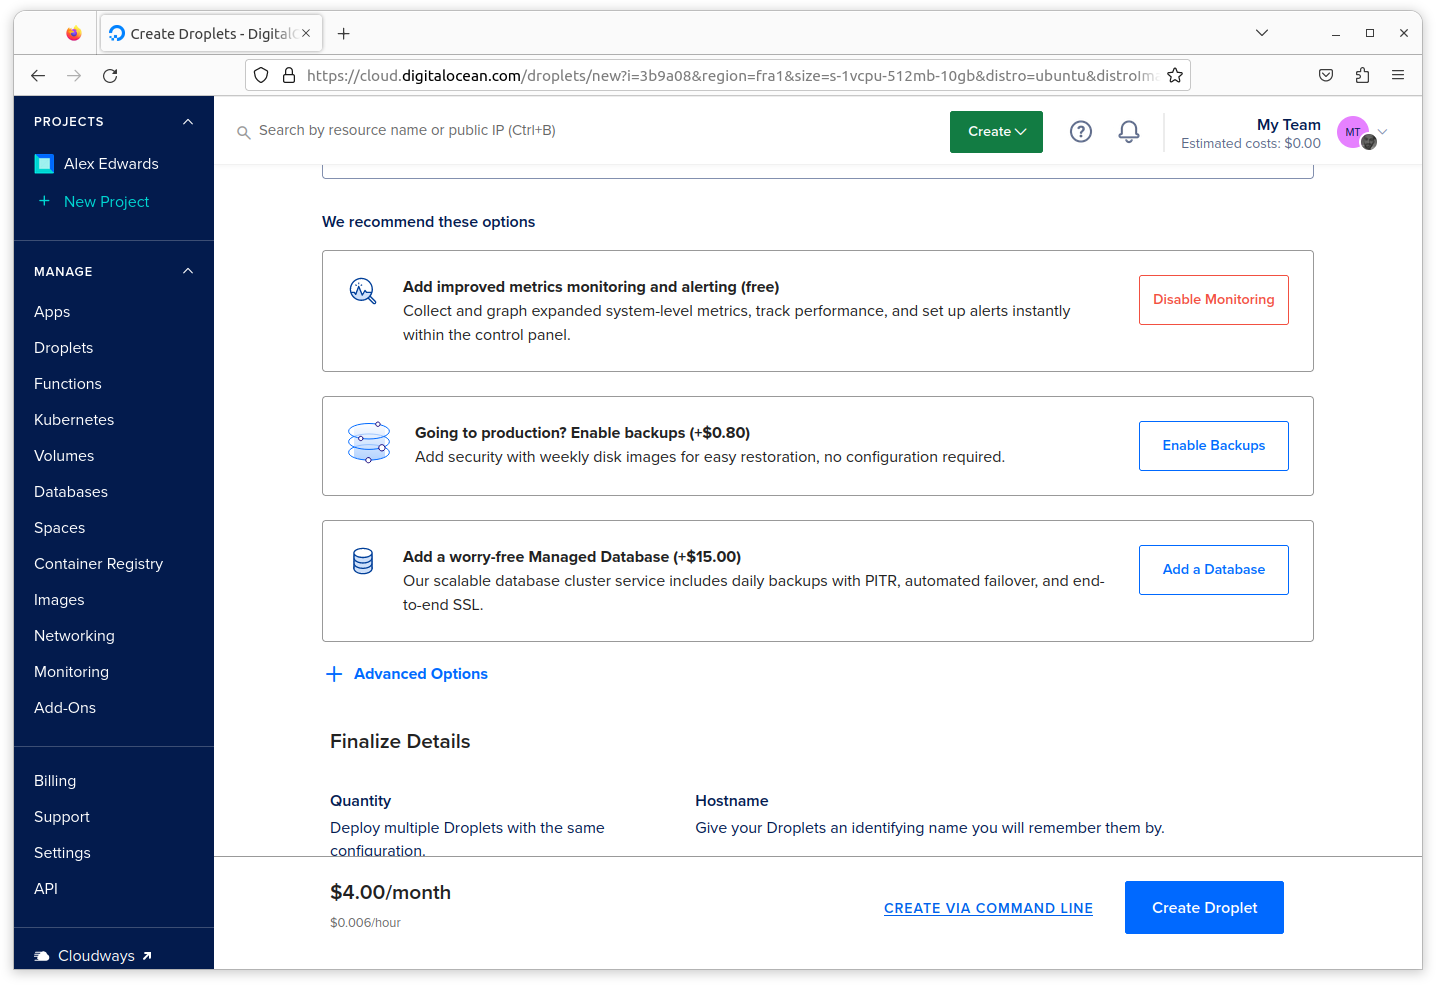 Create Droplets - Digital
https://cloud.digitalocean.com/droplets/new?i=3b9a08&region=fra1&size=s-1vcpu-512mb-10gb&distro=ubuntu&distroIma
PROJECTS
Alex Edwards
+ New Project
MANAGE
Apps
Droplets
Functions
Kubernetes
Volumes
Databases
Spaces
Container Registry
Images
Networking
Monitoring
Add-Ons
Billing
Support
Settings
API
Cloudways
Search by resource name or public IP (Ctrl+B)
Create
My Team
Estimated costs: $0.00
MT
We recommend these options
Add improved metrics monitoring and alerting (free)
Collect and graph expanded system-level metrics, track performance, and set up alerts instantly
within the control panel.
Disable Monitoring
Going to production? Enable backups (+$0.80)
Add security with weekly disk images for easy restoration, no configuration required.
Enable Backups
Add a worry-free Managed Database (+$15.00)
Our scalable database cluster service includes daily backups with PITR, automated failover, and end-
to-end SSL.
Add a Database
+ Advanced Options
Finalize Details
Quantity
Deploy multiple Droplets with the same
configuration.
Hostname
Give your Droplets an identifying name you will remember them by.
$4.00/month
$0.006/hour
CREATE VIA COMMAND LINE
Create Droplet